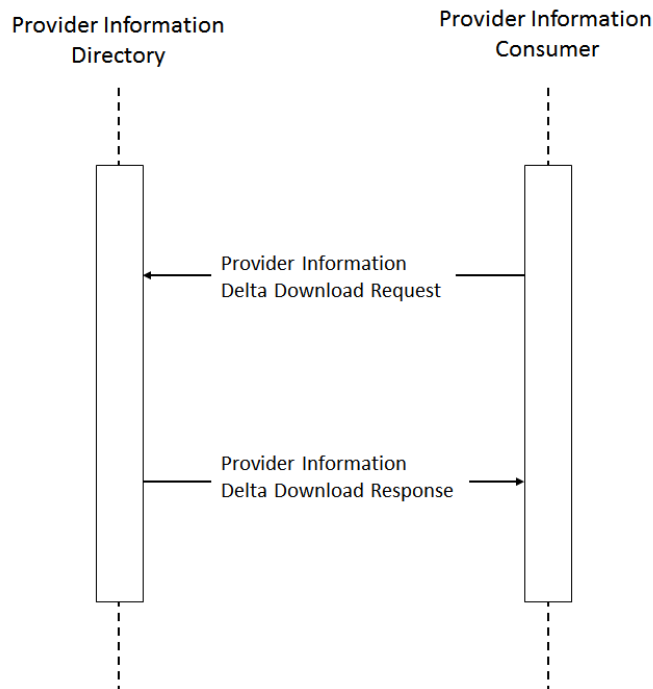 Provider Information
Directory
Provider Information
Consumer
Provider Information
Delta Download Request
Provider Information
Delta Download Response